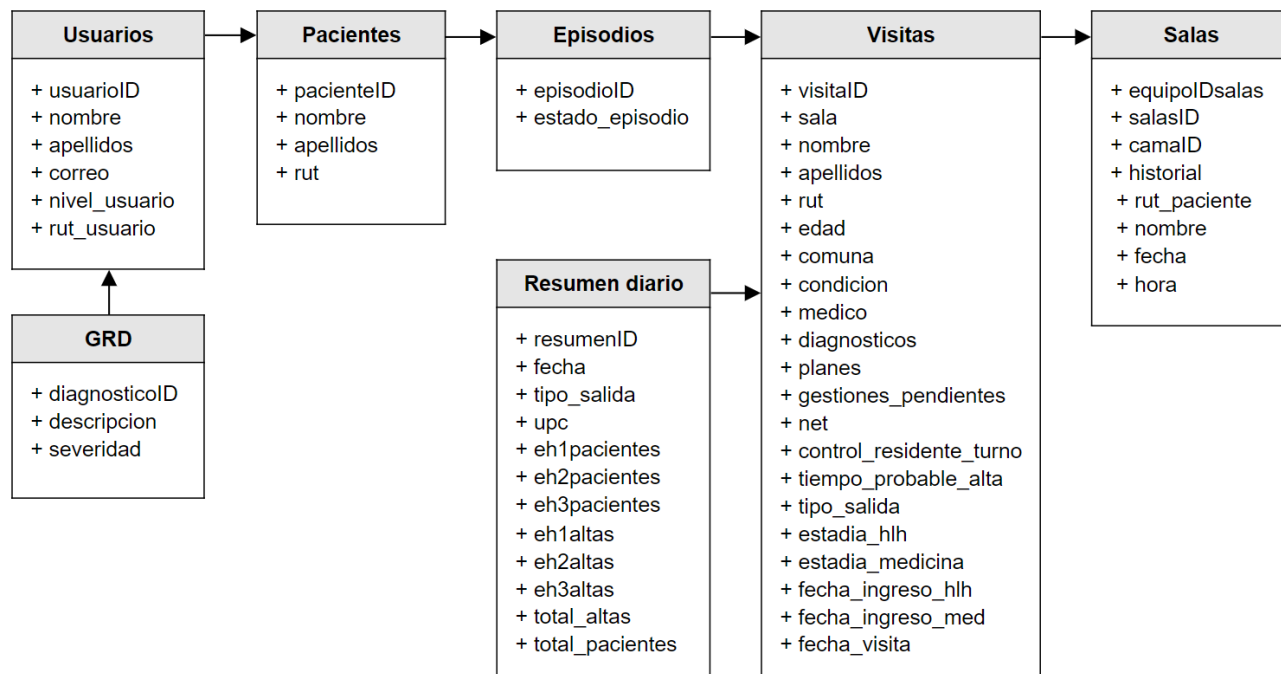 Usuarios
+ usuarioID
+ nombre
+ apellidos
+ correo
+ nivel_usuario
+ rut_usuario
GRD
+ diagnosticoID
+ descripcion
+ severidad
Pacientes
+ pacienteID
+ nombre
+ apellidos
+ rut
Episodios
+ episodioID
+ estado_episodio
Resumen diario
+ resumenID
+ fecha
+ tipo_salida
+ upc
+ eh1pacientes
+ eh2pacientes
+ eh3pacientes
+ eh1altas
+ eh2altas
+ eh3altas
+ total_altas
+ total_pacientes
Visitas
+ visitaID
+ sala
+ nombre
+ apellidos
+ rut
+ edad
+ comuna
+ condicion
+ medico
+ diagnosticos
+ planes
+ gestiones_pendientes
+ net
+ control_residente_turno
+ tiempo_probable_alta
+ tipo_salida
+ estadia_hlh
+ estadia_medicina
+ fecha_ingreso_hlh
+ fecha_ingreso_med
+ fecha_visita
Salas
+ equipoIDsalas
+ salasID
+ camaID
+ historial
+ rut_paciente
+ nombre
+ fecha
+ hora